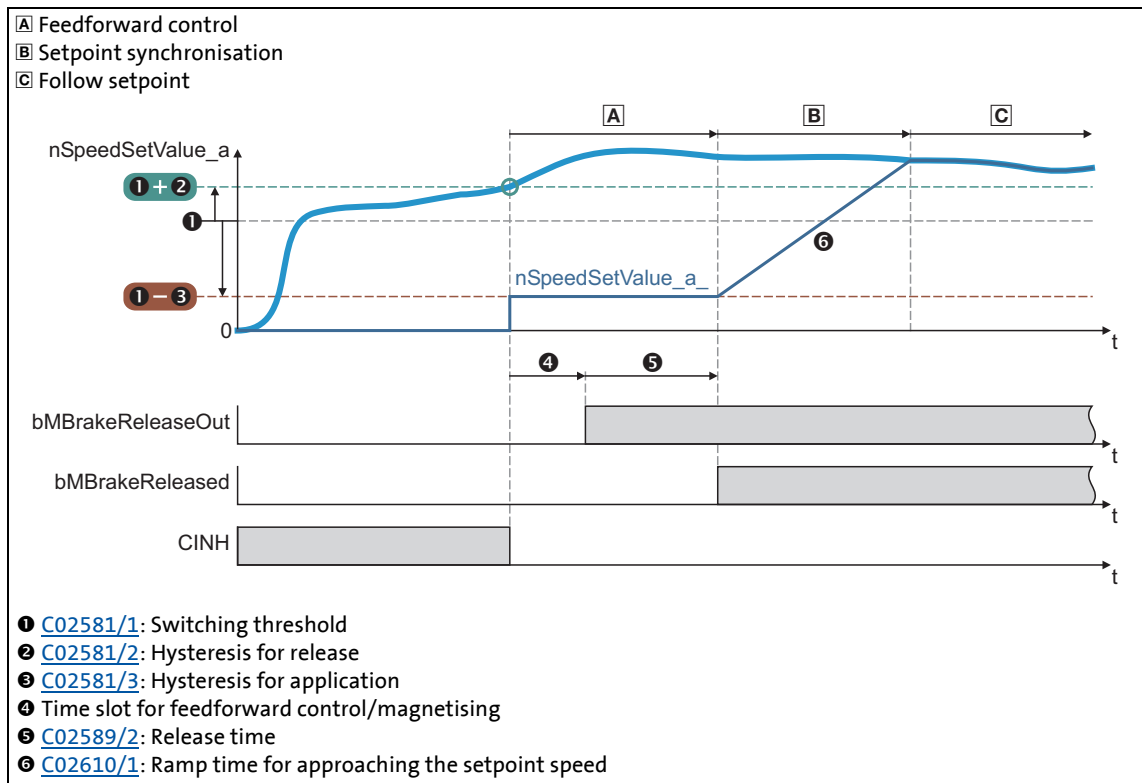 A Feedforward control
B Setpoint synchronisation
C Follow setpoint
A B C
nSpeedSetValue_a
❶ + ❷
❶
❻
nSpeedSetValue_a_
❶ − ❸
0
t
❹ ❺
bMBrakeReleaseOut
t
bMBrakeReleased
t
CINH
t
❶ C02581/1: Switching threshold
❷ C02581/2: Hysteresis for release
❸ C02581/3: Hysteresis for application
❹ Time slot for feedforward control/magnetising
❺ C02589/2: Release time
❻ C02610/1: Ramp time for approaching the setpoint speed